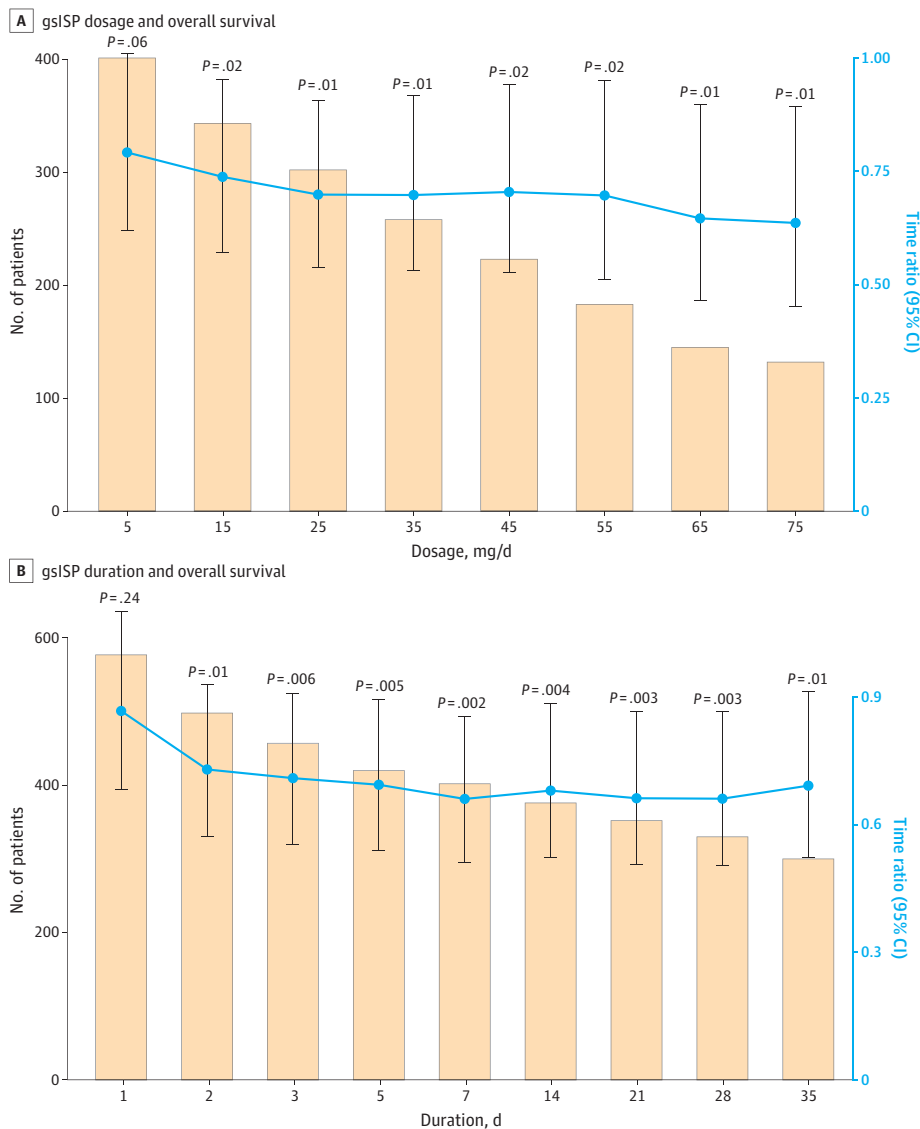 A gsISP dosage and overall survival
P=.06
P=.02
P=.01
P=.01
P=.02
P=.02
P=.01
P=.01
400
300
200
100
0
No. of patients
1.00
0.75
0.50
0.25
0
Time ratio (95% CI)
5 15 25 35 45 55 65 75
Dosage, mg/d
B gsISP duration and overall survival
P=.24
P=.01
P=.006
P=.005
P=.002
P=.004
P=.003
P=.003
P=.01
600
400
200
0
No. of patients
0.9
0.6
0.3
0
Time ratio (95% CI)
1 2 3 5 7 14 21 28 35
Duration, d